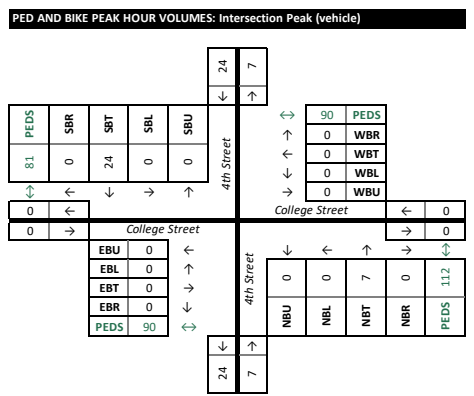 PED AND BIKE PEAK HOUR VOLUMES: Intersection Peak (vehicle)
24 7
↓ ↑
PEDS SBR SBT SBL SBU
81 0 24 0 0
↕ ← ↓ → ↑
4th Street
↔ 90 PEDS
↑ 0 WBR
← 0 WBT
↓ 0 WBL
→ 0 WBU
0 ←
College Street
← 0
0 →
College Street
→ 0
EBU 0 ←
EBL 0 ↑
EBT 0 →
EBR 0 ↓
PEDS 90 ↔
4th Street
↓ ← ↑ → ↕
0 0 7 0 112
NBU NBL NBT NBR PEDS
↓ ↑
24 7